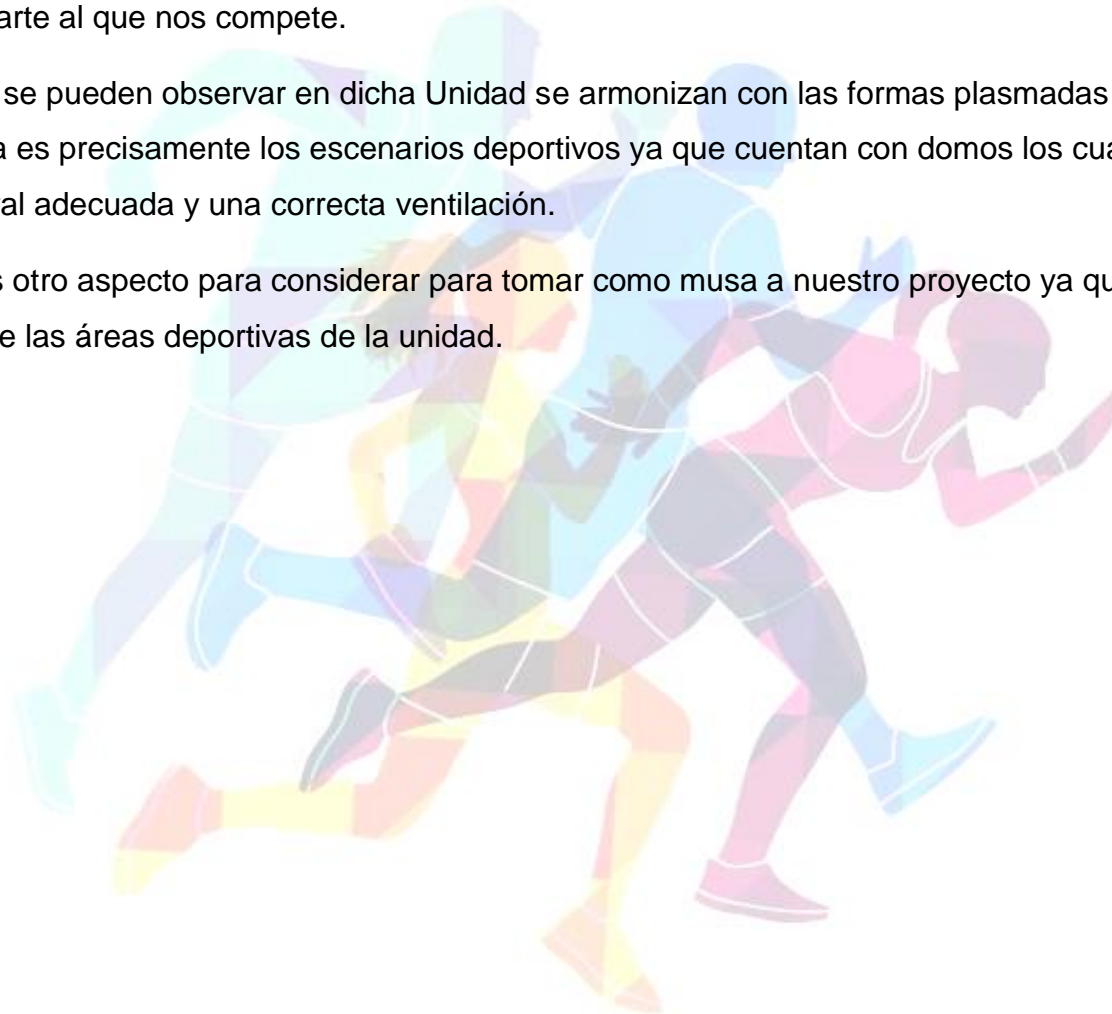 arte al que nos compete.
se pueden observar en dicha Unidad se armonizan con las formas plasmadas
a es precisamente los escenarios deportivos ya que cuentan con domos los cua
al adecuada y una correcta ventilación.
s otro aspecto para considerar para tomar como musa a nuestro proyecto ya qu
e las áreas deportivas de la unidad.